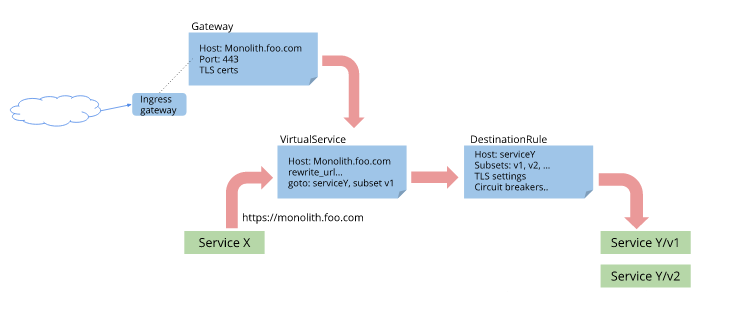 Gateway
Host: Monolith.foo.com
Port: 443
TLS certs
Ingress
gateway
VirtualService
Host: Monolith.foo.com
rewrite_url...
goto: serviceY, subset v1
DestinationRule
Host: serviceY
Subsets: v1, v2, ...
TLS settings
Circuit breakers..
https://monolith.foo.com
Service X
Service Y/v1
Service Y/v2